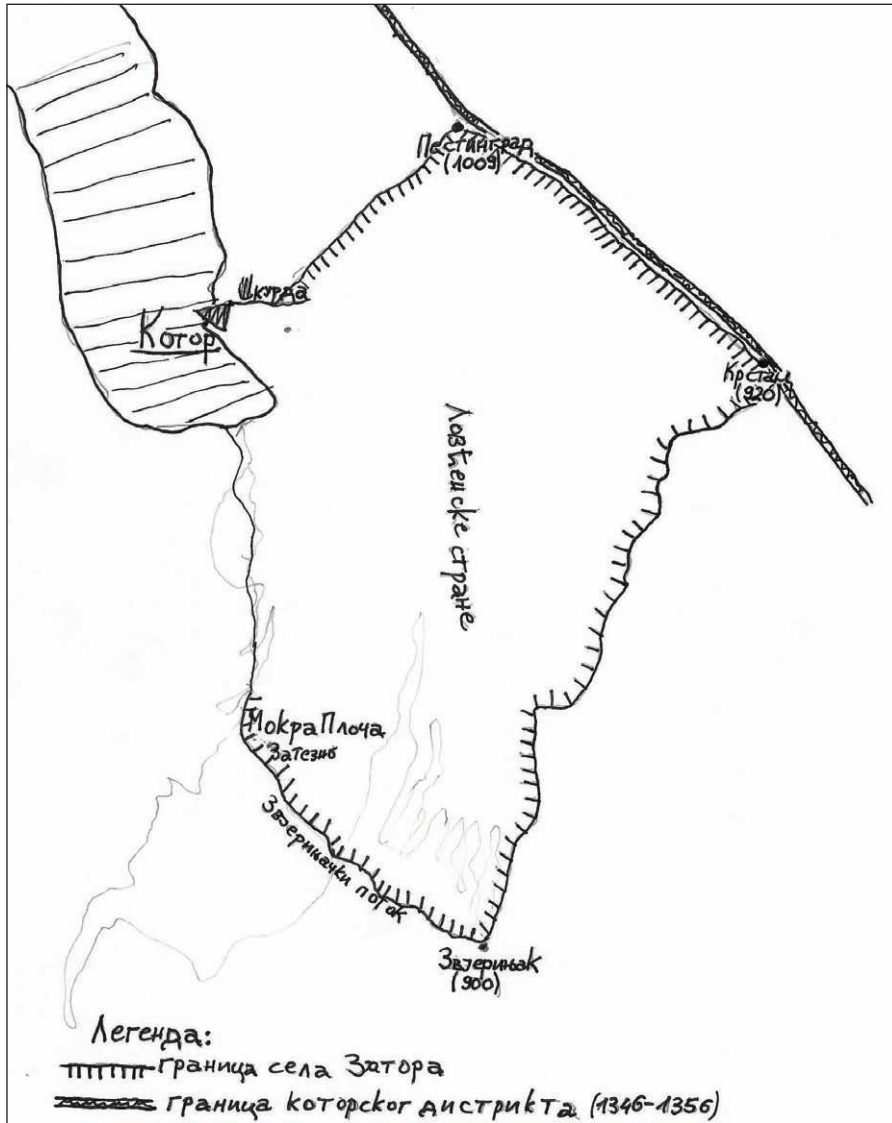 Пестинград
(1009)
Шкурда
Котор
Крстац
(920)
Ловћенске стране
Мокра Плоча
Затезиѣ
Звјерињачки поток
Звјерињак
(900)
Легенда:
граница села Затора
граница которског дистрикта (1346-1356)